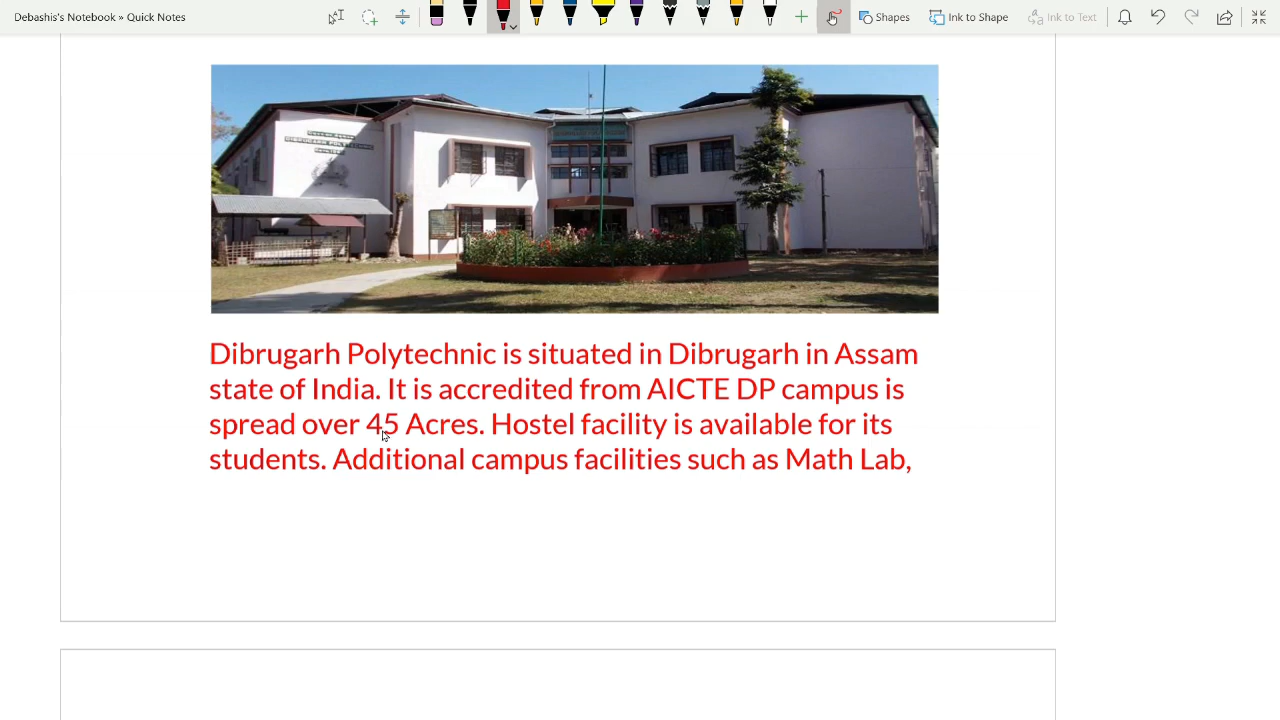 Debashis's Notebook » Quick Notes
Shapes
Ink to Shape
Ink to Text
DIBRUGARH POLYTECHNIC
Dibrugarh Polytechnic is situated in Dibrugarh in Assam
state of India. It is accredited from AICTE DP campus is
spread over 45 Acres. Hostel facility is available for its
students. Additional campus facilities such as Math Lab,